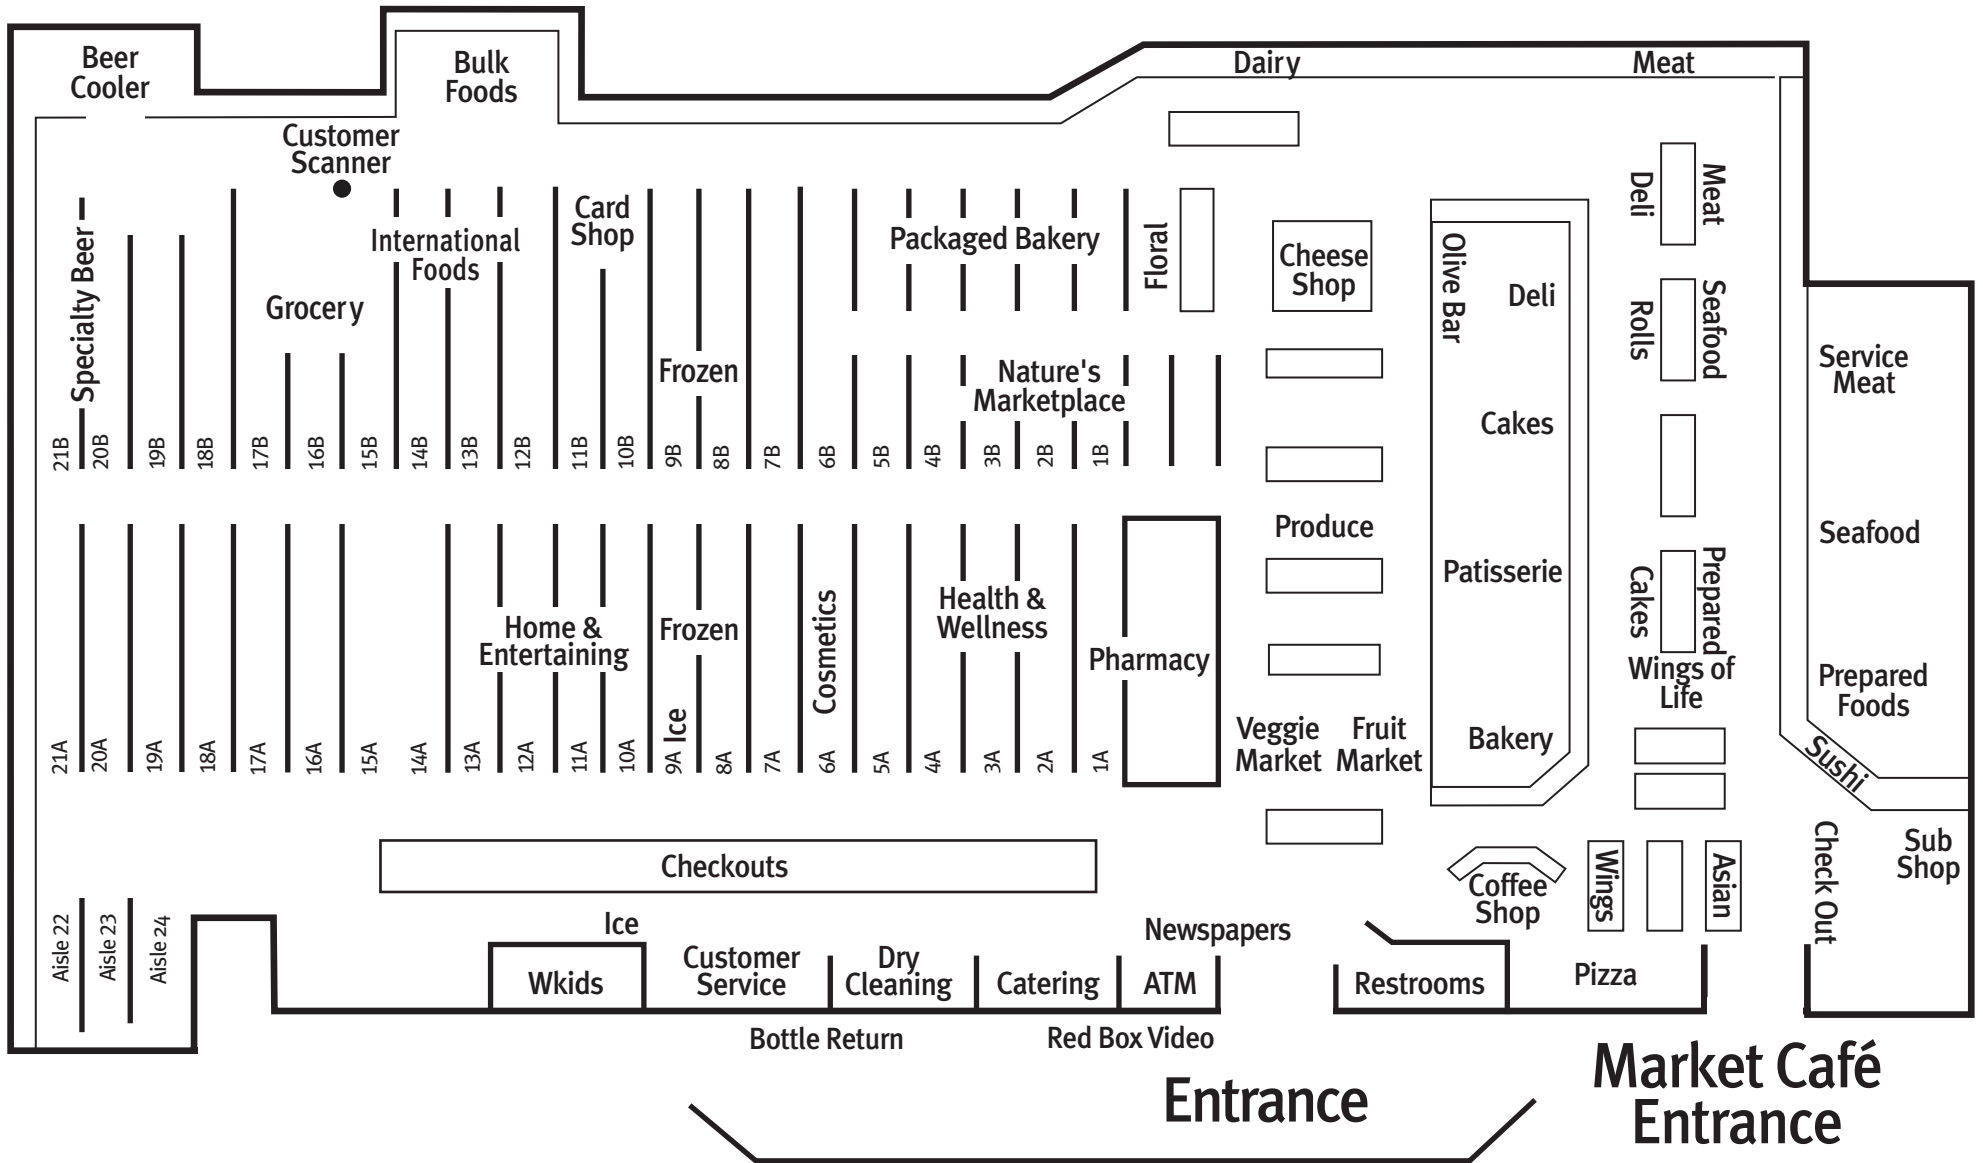 Beer
Cooler
Bulk
Foods
Dairy
Meat
Customer
Scanner
Specialty Beer
International
Foods
Grocery
Card
Shop
Frozen
Packaged Bakery
Nature's
Marketplace
Floral
Cheese
Shop
Olive Bar
Deli
Cakes
Patisserie
Bakery
Deli
Meat
Rolls
Seafood
Cakes
Prepared
Wings of
Life
Service
Meat
Seafood
Prepared
Foods
Sushi
Sub
Shop
Check Out
21B
20B
19B
18B
17B
16B
15B
14B
13B
12B
11B
10B
9B
8B
7B
6B
5B
4B
3B
2B
1B
Produce
Home &
Entertaining
Frozen
Ice
Cosmetics
Health &
Wellness
Pharmacy
Veggie
Market
Fruit
Market
21A
20A
19A
18A
17A
16A
15A
14A
13A
12A
11A
10A
9A
8A
7A
6A
5A
4A
3A
2A
1A
Checkouts
Coffee
Shop
Wings
Asian
Aisle 22
Aisle 23
Aisle 24
Ice
Wkids
Customer
Service
Dry
Cleaning
Catering
ATM
Newspapers
Restrooms
Pizza
Bottle Return
Red Box Video
Entrance
Market Café
Entrance